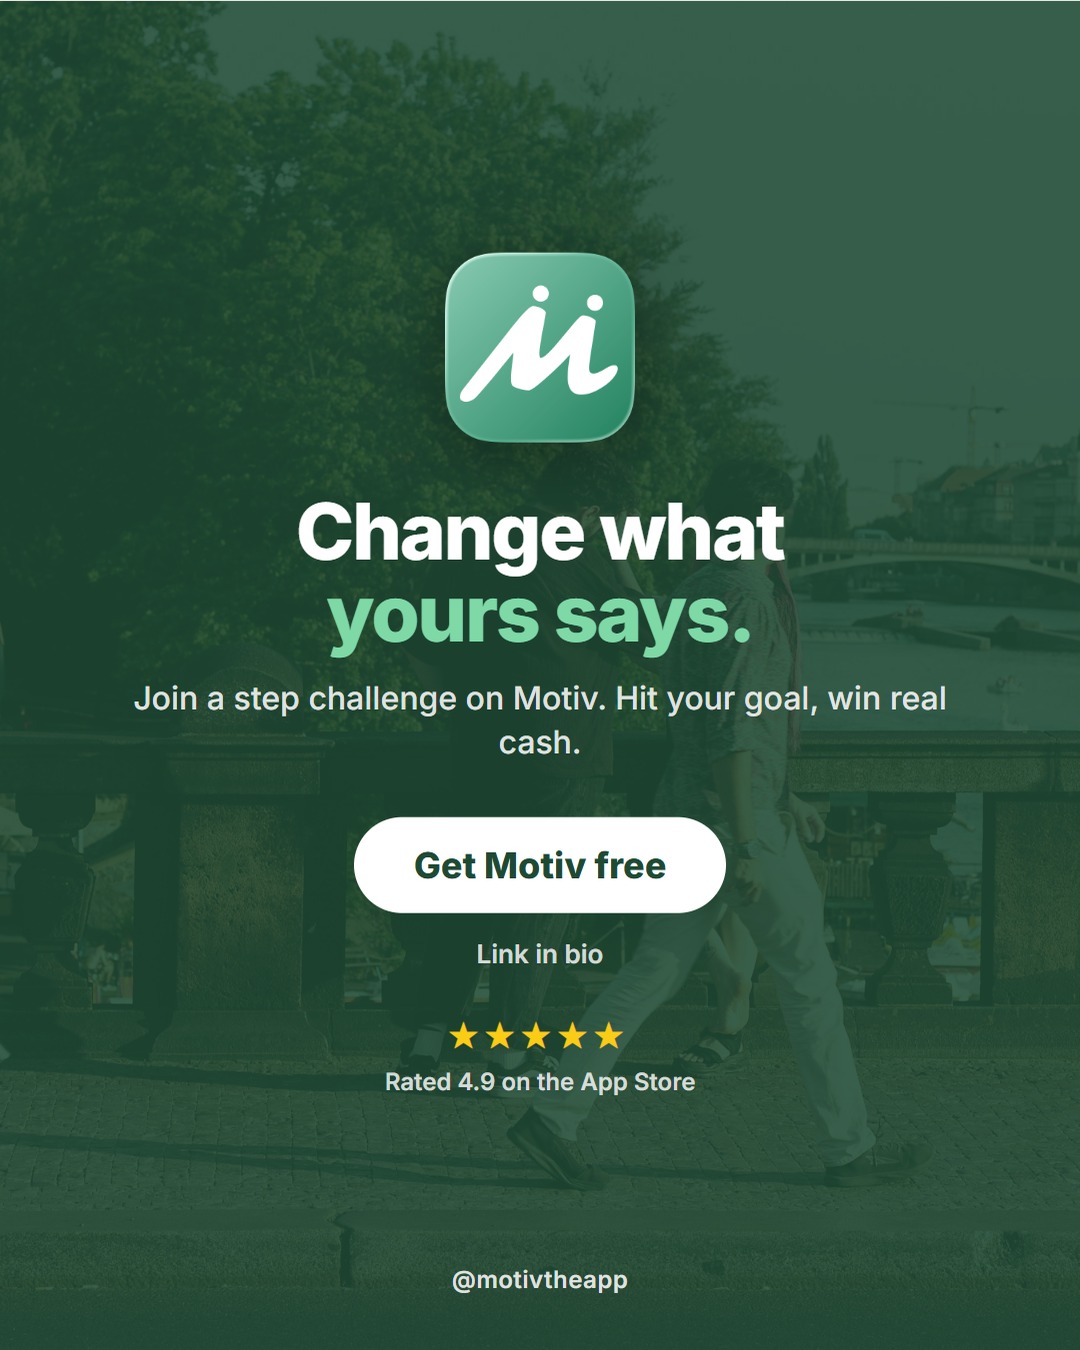 Change what
yours says.
Join a step challenge on Motiv. Hit your goal, win real
cash.
Get Motiv free
Link in bio
★★★★★
Rated 4.9 on the App Store
@motivtheapp